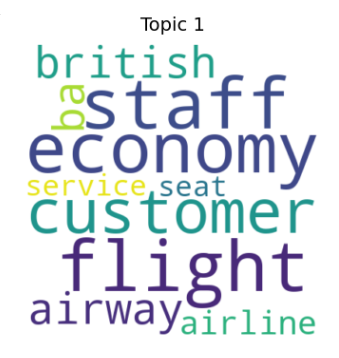 Topic 1
british
ba
staff
economy
service seat
customer
flight
airway
airline